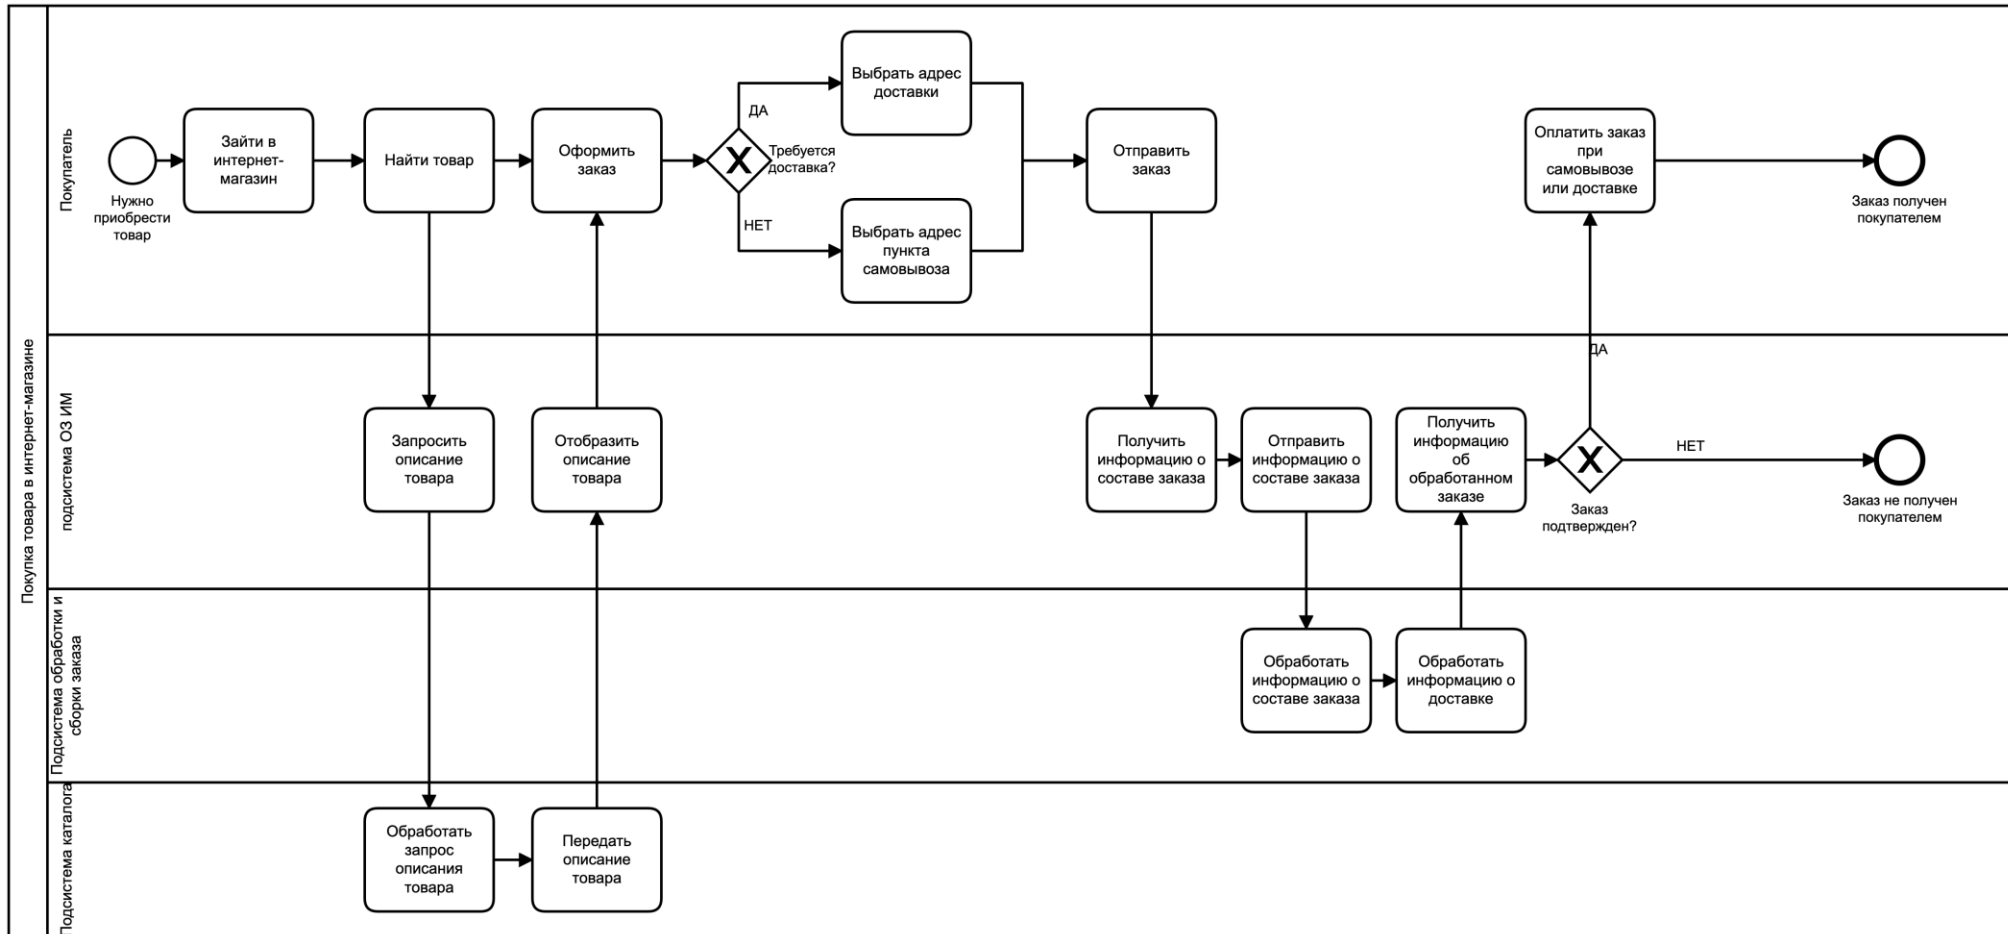 Покупка товара в интернет-магазине
Покупатель
Нужно
приобрести
товар
Зайти в
интернет-
магазин
Найти товар
Оформить
заказ
ДА
Требуется
доставка?
НЕТ
Выбрать адрес
доставки
Выбрать адрес
пункта
самовывоза
Отправить
заказ
Оплатить заказ
при
самовывозе
или доставке
Заказ получен
покупателем
подсистема ОЗ ИМ
Запросить
описание
товара
Отобразить
описание
товара
Получить
информацию о
составе заказа
Отправить
информацию о
составе заказа
Получить
информацию
об
обработанном
заказе
ДА
НЕТ
Заказ
подтвержден?
Заказ не получен
покупателем
Подсистема обработки и
сборки заказа
Обработать
информацию о
составе заказа
Обработать
информацию о
доставке
Подсистема каталога
Обработать
запрос
описания
товара
Передать
описание
товара